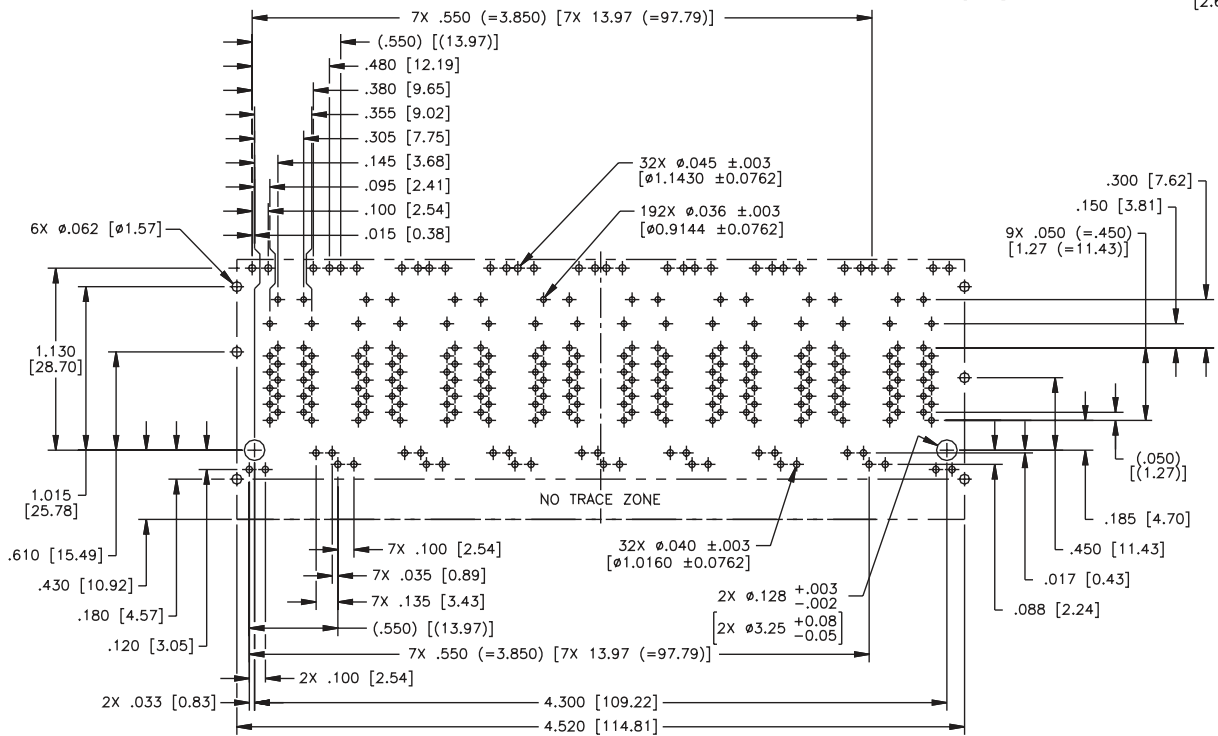 [2.6
7X .550 (=3.850) [7X 13.97 (=97.79)]
(.550) [(13.97)]
.480 [12.19]
.380 [9.65]
.355 [9.02]
.305 [7.75]
.145 [3.68]
.095 [2.41]
.100 [2.54]
.015 [0.38]
32X ø.045 ±.003
[ø1.1430 ±0.0762]
192X ø.036 ±.003
[ø0.9144 ±0.0762]
.300 [7.62]
.150 [3.81]
9X .050 (=.450)
[1.27 (=11.43)]
6X ø.062 [ø1.57]
1.130
[28.70]
1.015
[25.78]
.610 [15.49]
.430 [10.92]
.180 [4.57]
.120 [3.05]
NO TRACE ZONE
(.050)
[(1.27)]
.185 [4.70]
.450 [11.43]
.017 [0.43]
.088 [2.24]
7X .100 [2.54]
7X .035 [0.89]
7X .135 [3.43]
(.550) [(13.97)]
32X ø.040 ±.003
[ø1.0160 ±0.0762]
2X ø.128 +.003
-.002
[2X ø3.25 +0.08
-0.05]
7X .550 (=3.850) [7X 13.97 (=97.79)]
2X .100 [2.54]
2X .033 [0.83]
4.300 [109.22]
4.520 [114.81]